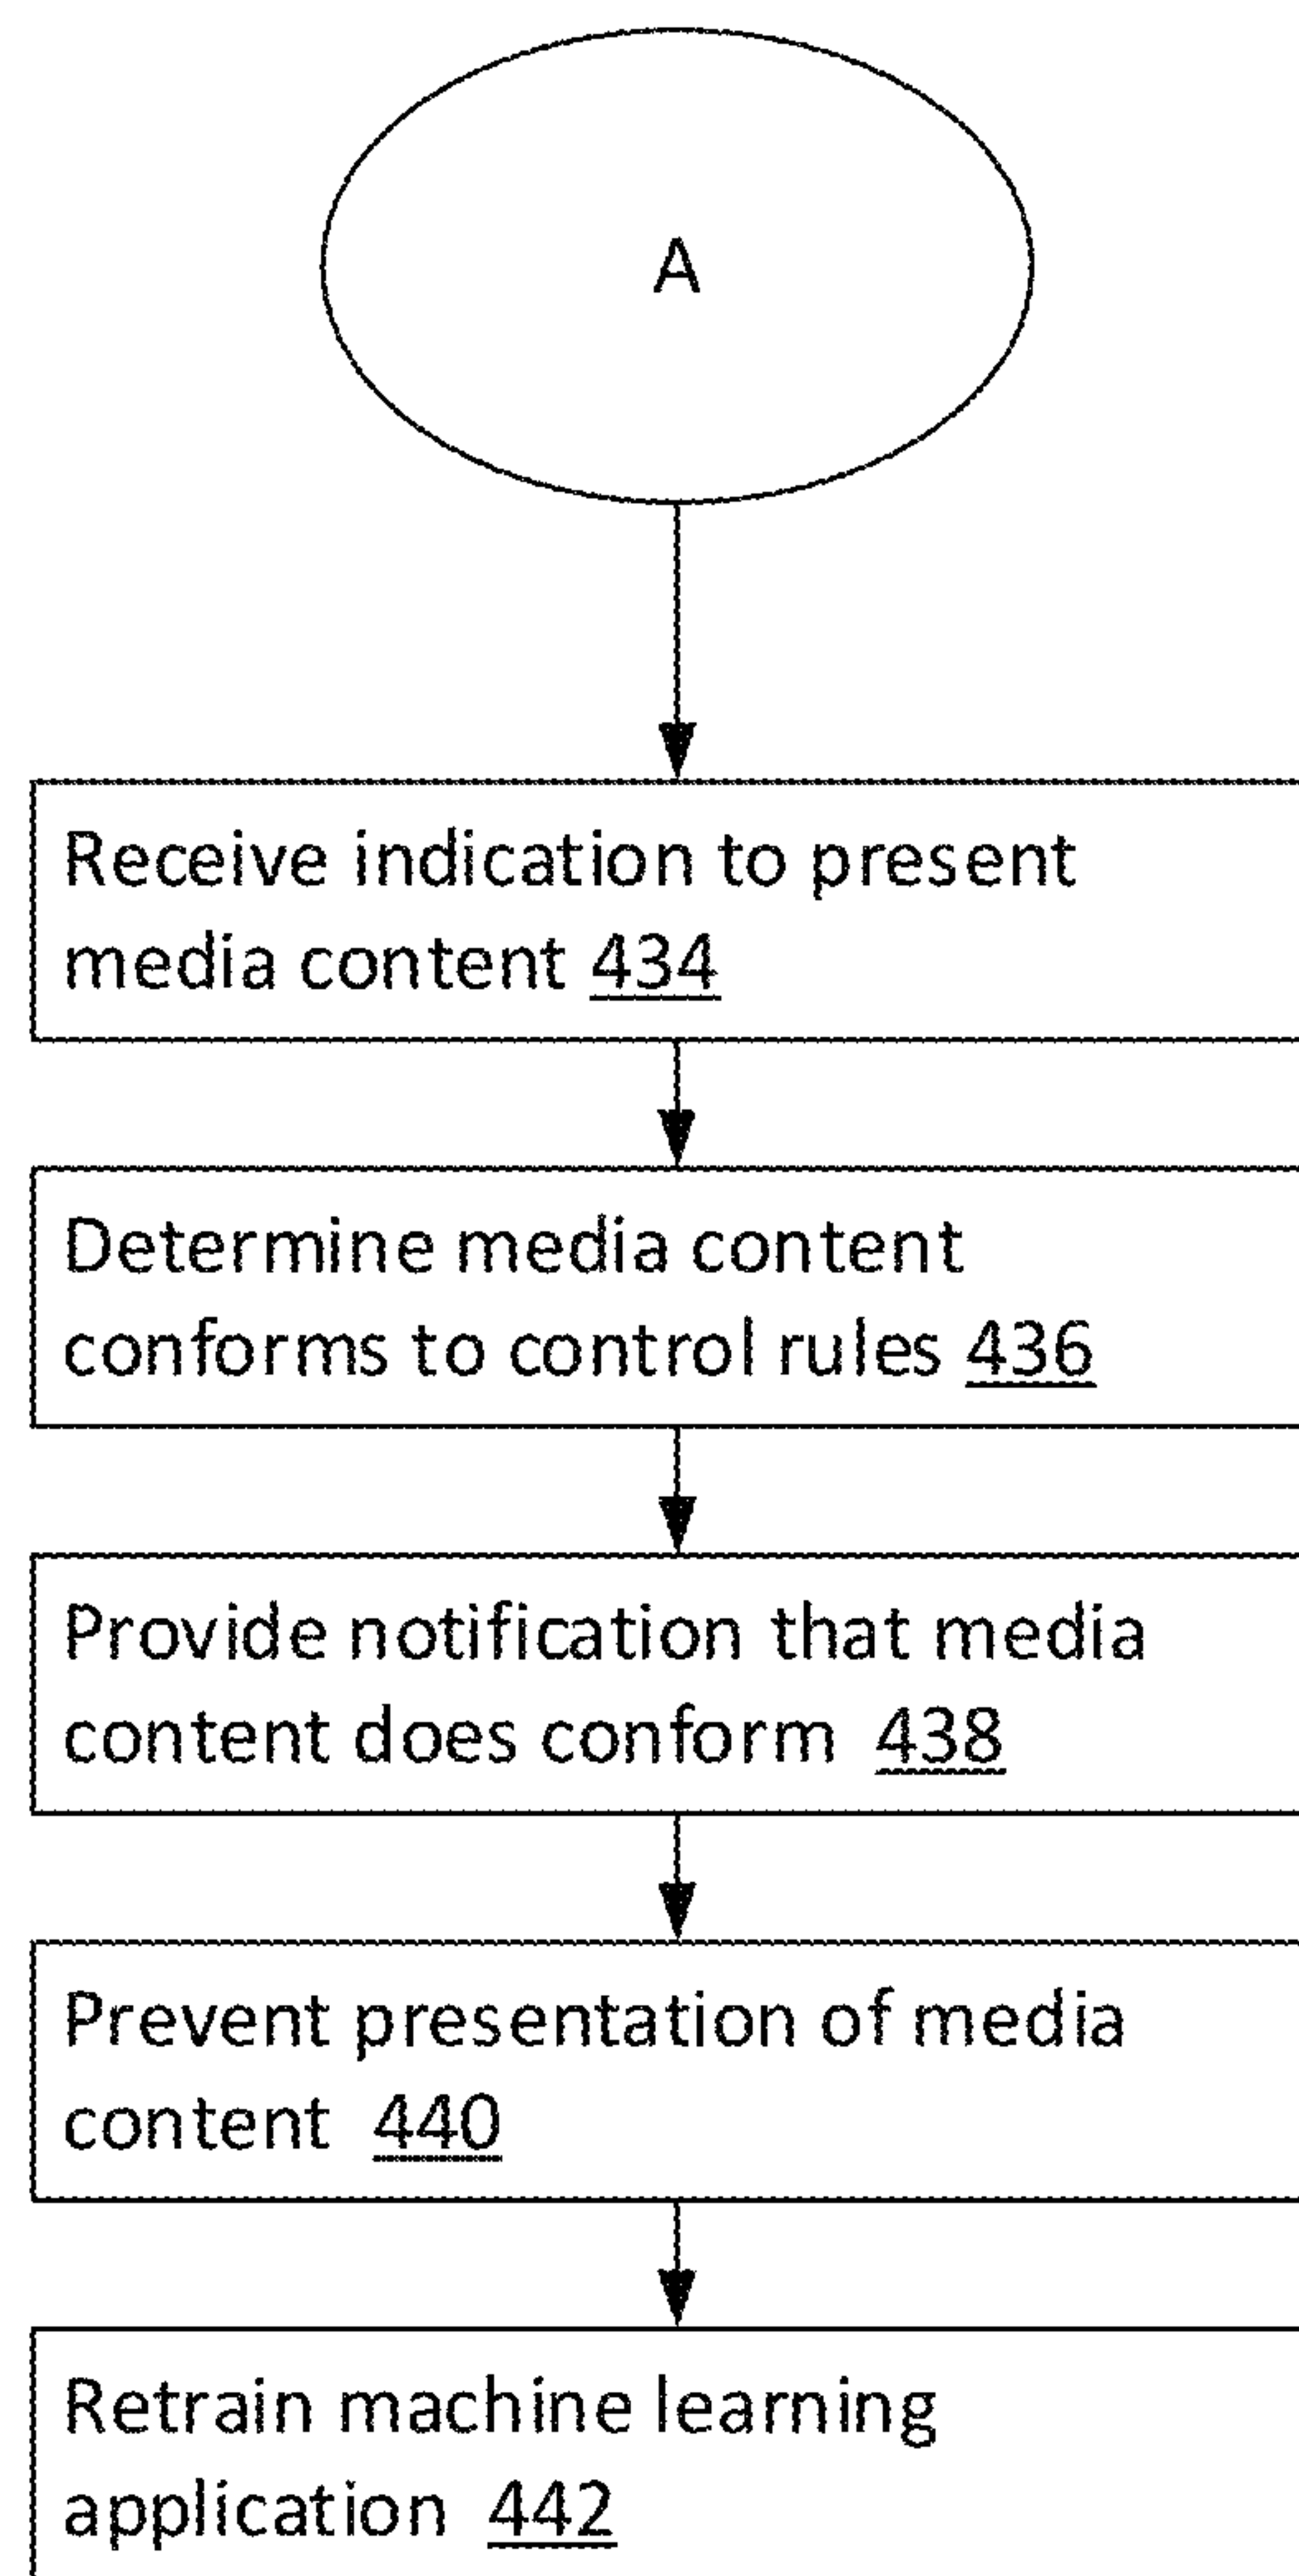 A
Receive indication to present
media content 434
Determine media content
conforms to control rules 436
Provide notification that media
content does conform 438
Prevent presentation of media
content 440
Retrain machine learning
application 442